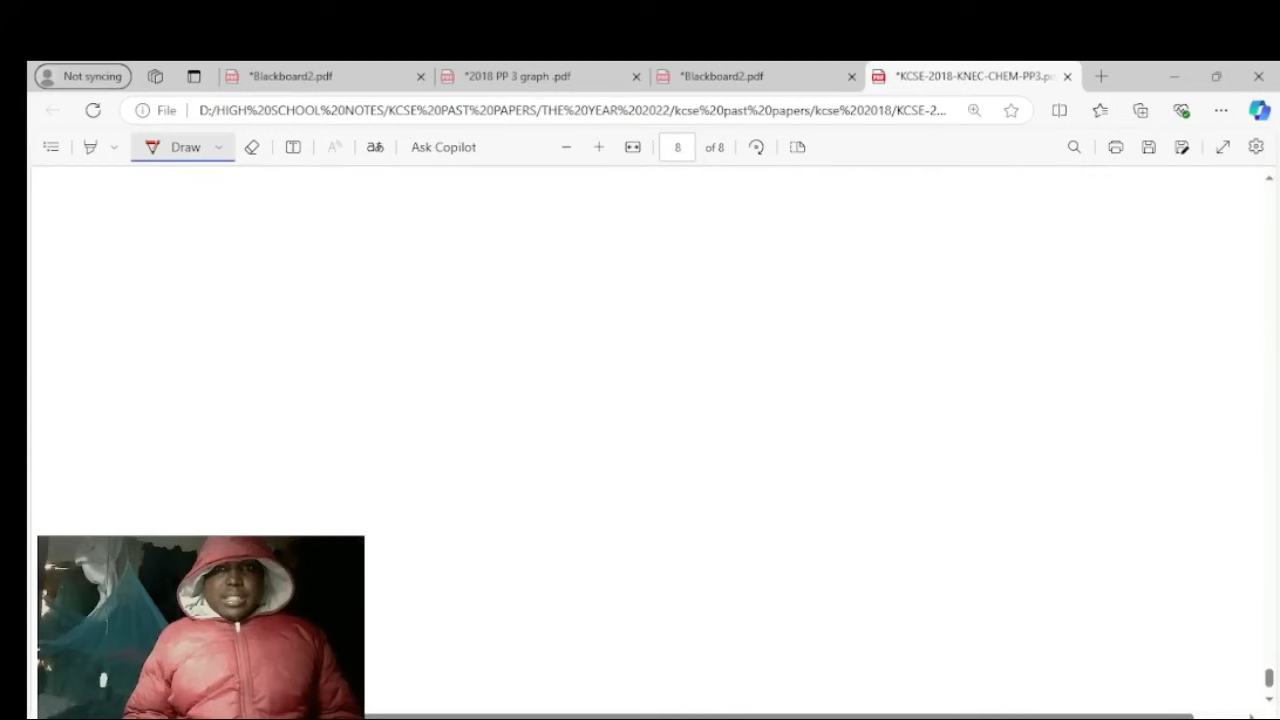 Not syncing
*Blackboard2.pdf
*2018 PP 3 graph .pdf
*Blackboard2.pdf
*KCSE-2018-KNEC-CHEM-PP3.p
File
D:/HIGH%20SCHOOL%20NOTES/KCSE%20PAST%20PAPERS/THE%20YEAR%202022/kcse%20past%20papers/kcse%202018/KCSE-2...
Draw
aあ
Ask Copilot
8
of 8